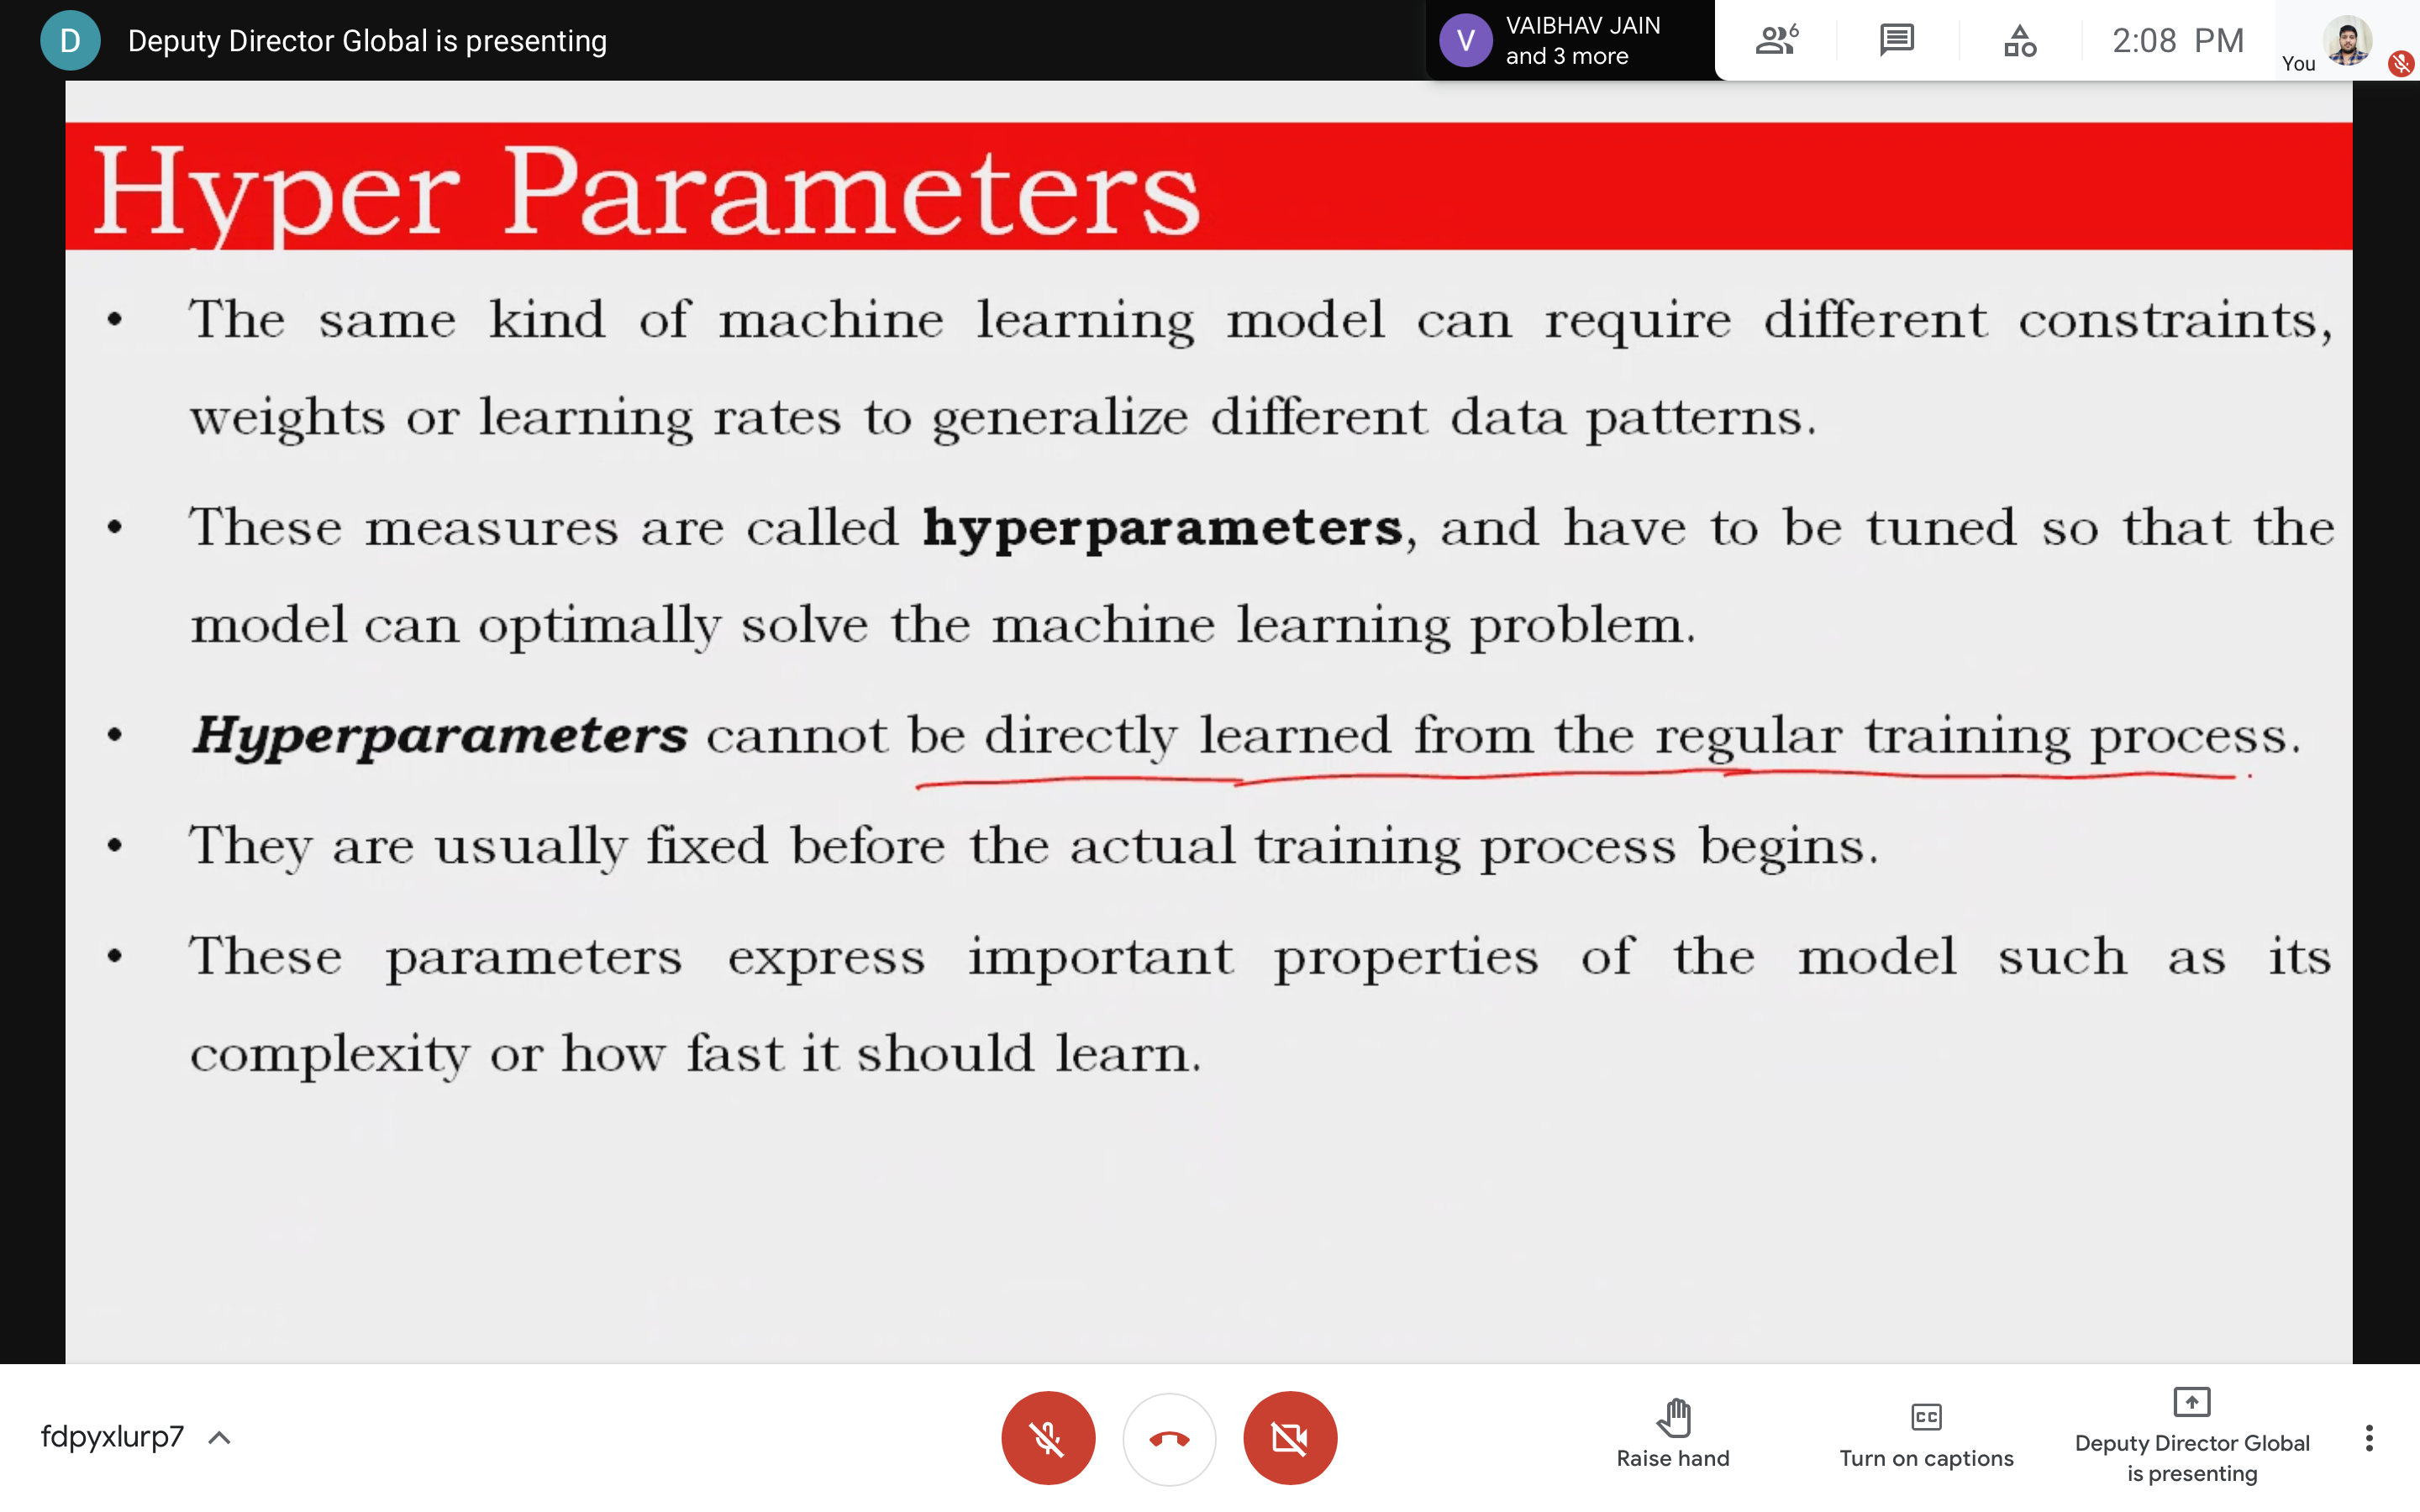 D
Deputy Director Global is presenting
V
VAIBHAV JAIN
and 3 more
6
2:08 PM
You
Hyper Parameters
• The same kind of machine learning model can require different constraints,
weights or learning rates to generalize different data patterns.
• These measures are called hyperparameters, and have to be tuned so that the
model can optimally solve the machine learning problem.
• Hyperparameters cannot be directly learned from the regular training process.
• They are usually fixed before the actual training process begins.
• These parameters express important properties of the model such as its
complexity or how fast it should learn.
fdpyxlurp7
Raise hand
CC
Turn on captions
Deputy Director Global
is presenting